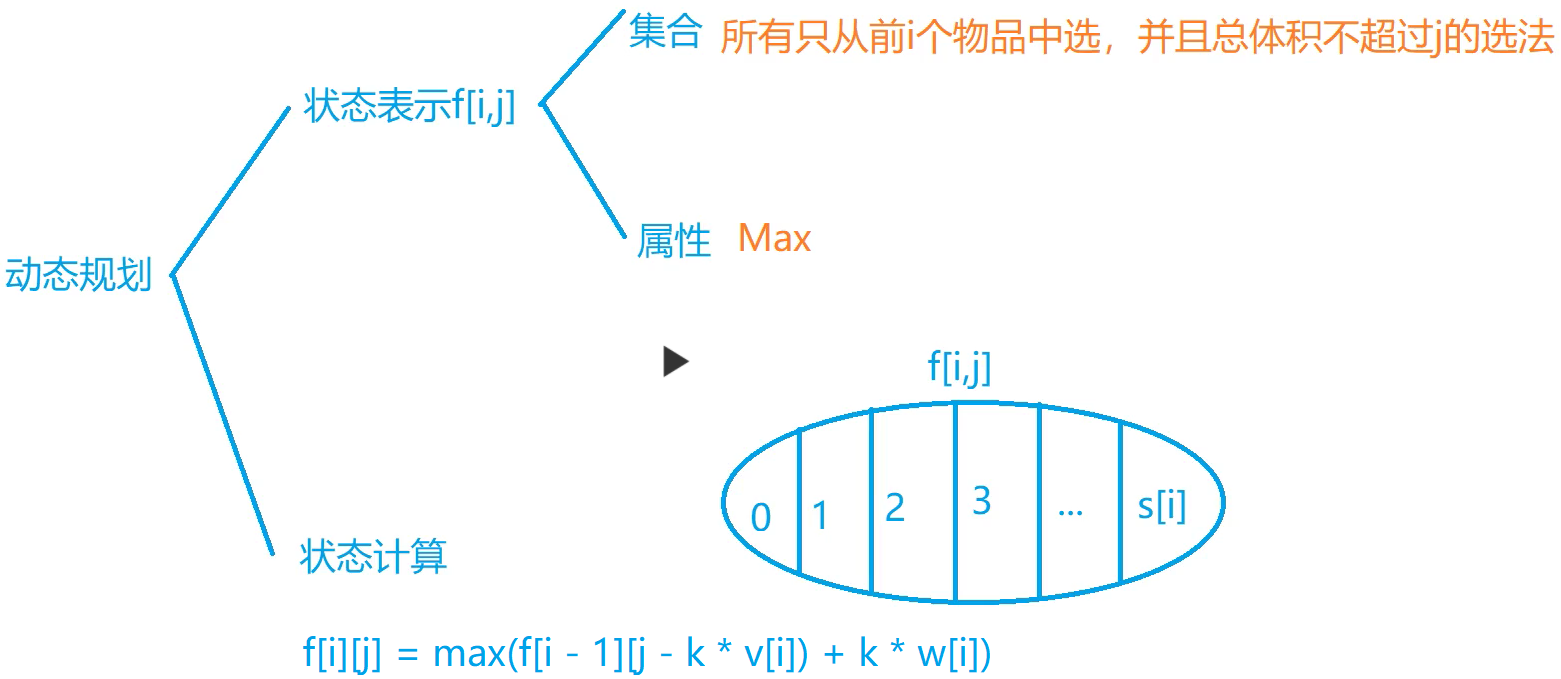 集合 所有只从前i个物品中选，并且总体积不超过j的选法
状态表示f[i,j]
属性 Max
动态规划
f[i,j]
0 1 2 3 ... s[i]
状态计算
f[i][j] = max(f[i - 1][j - k * v[i]) + k * w[i])